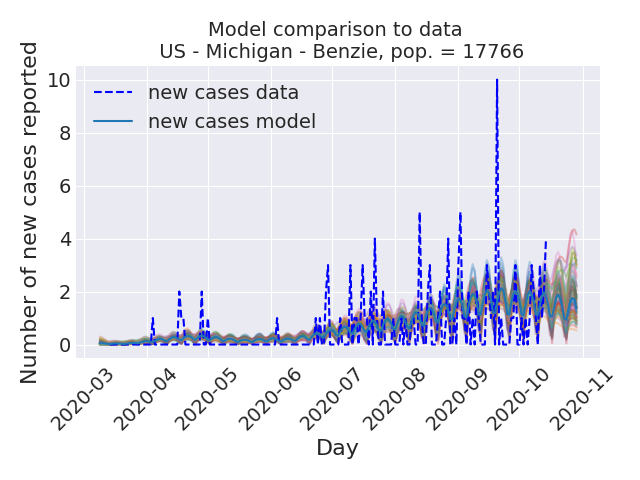 Model comparison to data
US - Michigan - Benzie, pop. = 17766
Number of new cases reported
10
8
6
4
2
0
new cases data
new cases model
2020-03
2020-04
2020-05
2020-06
2020-07
2020-08
2020-09
2020-10
2020-11
Day